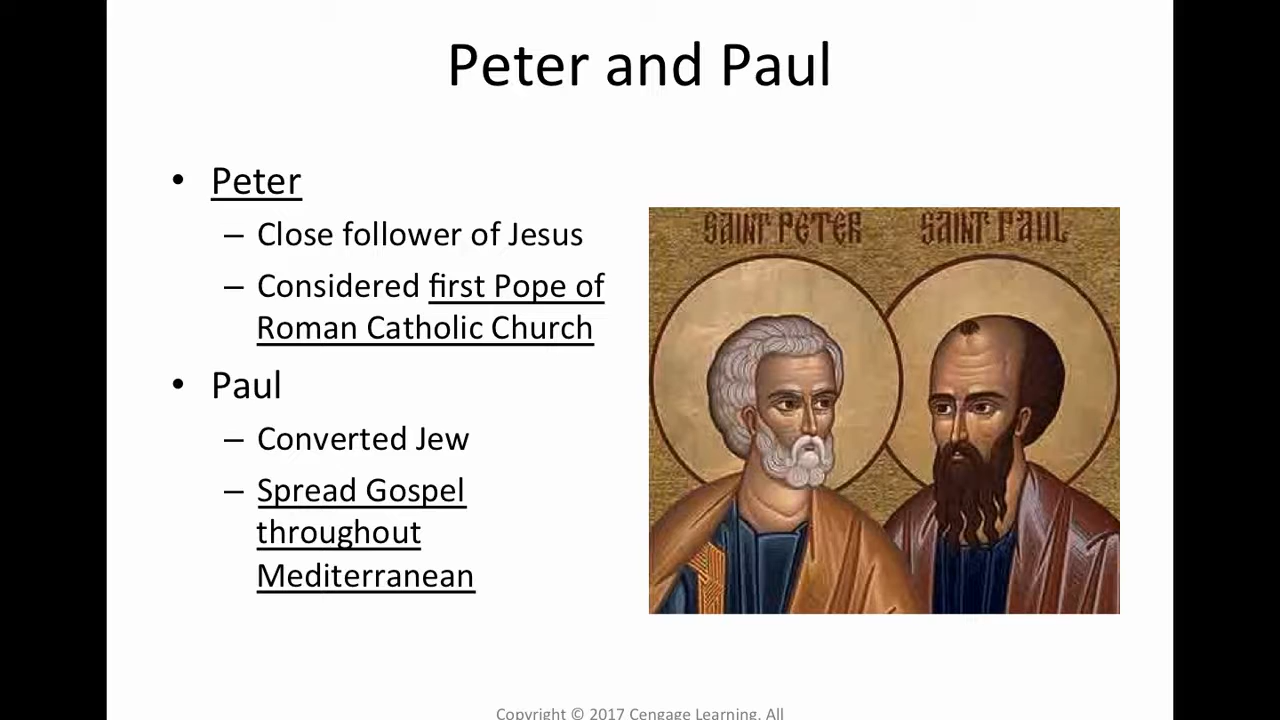 Peter and Paul
• Peter
– Close follower of Jesus
– Considered first Pope of
Roman Catholic Church
• Paul
– Converted Jew
– Spread Gospel
throughout
Mediterranean
SAINT PETER SAINT PAUL
Copyright © 2017 Cengage Learning. All